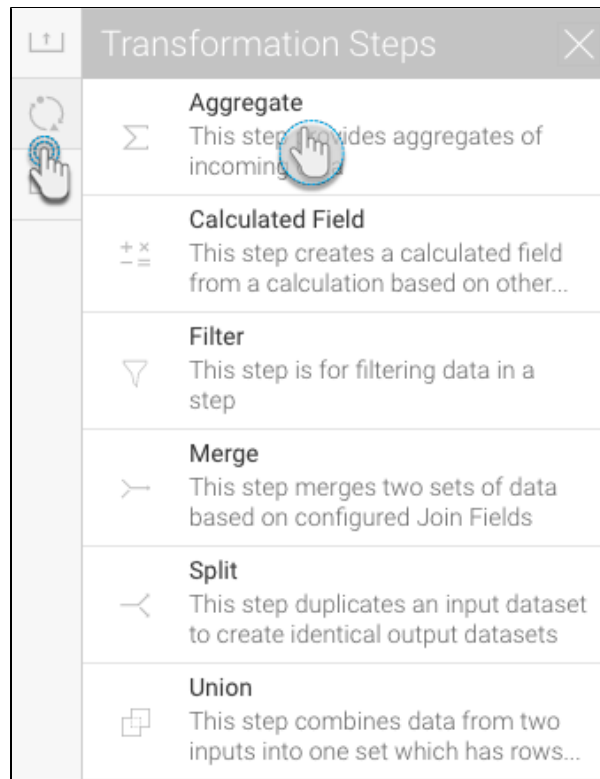 Transformation Steps
Aggregate
This step provides aggregates of
incoming
Calculated Field
This step creates a calculated field
from a calculation based on other...
Filter
This step is for filtering data in a
step
Merge
This step merges two sets of data
based on configured Join Fields
Split
This step duplicates an input dataset
to create identical output datasets
Union
This step combines data from two
inputs into one set which has rows...